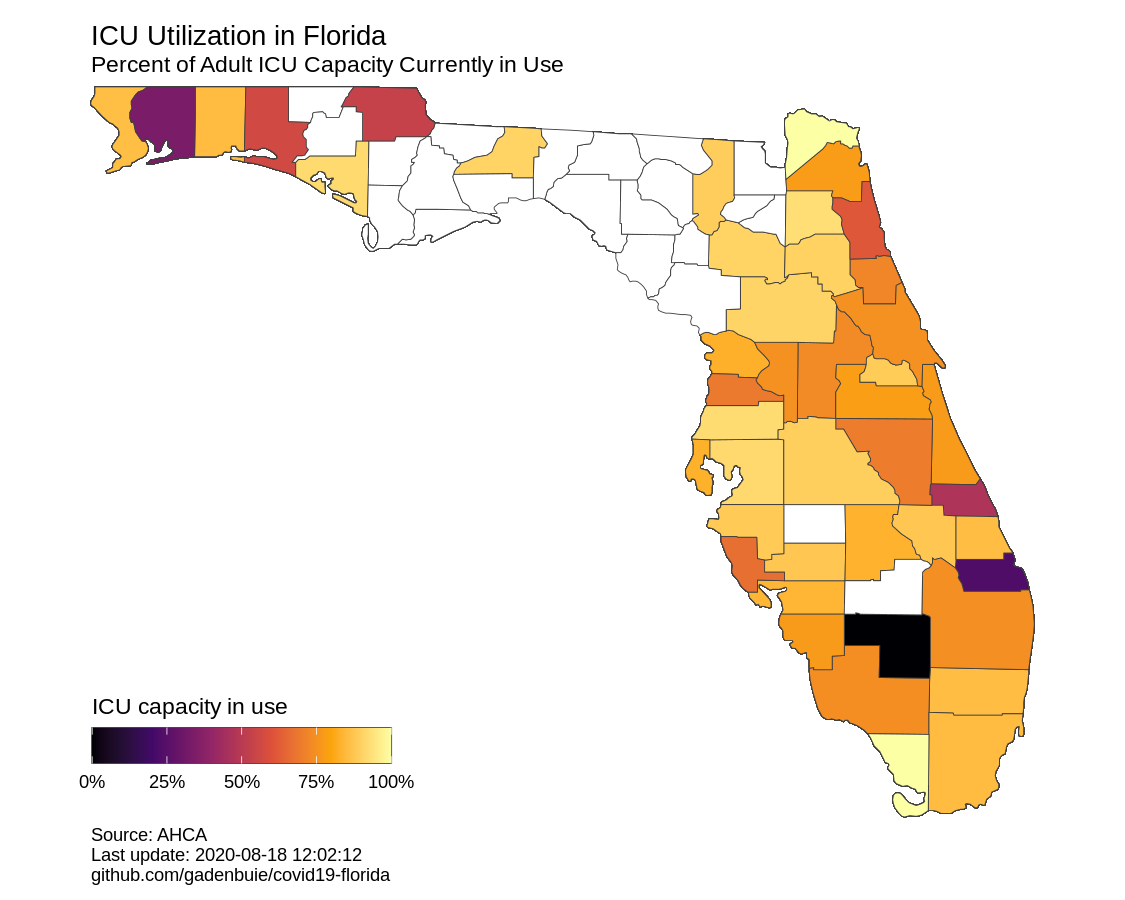 ICU Utilization in Florida
Percent of Adult ICU Capacity Currently in Use
ICU capacity in use
0% 25% 50% 75% 100%
Source: AHCA
Last update: 2020-08-18 12:02:12
github.com/gadenbuie/covid19-florida